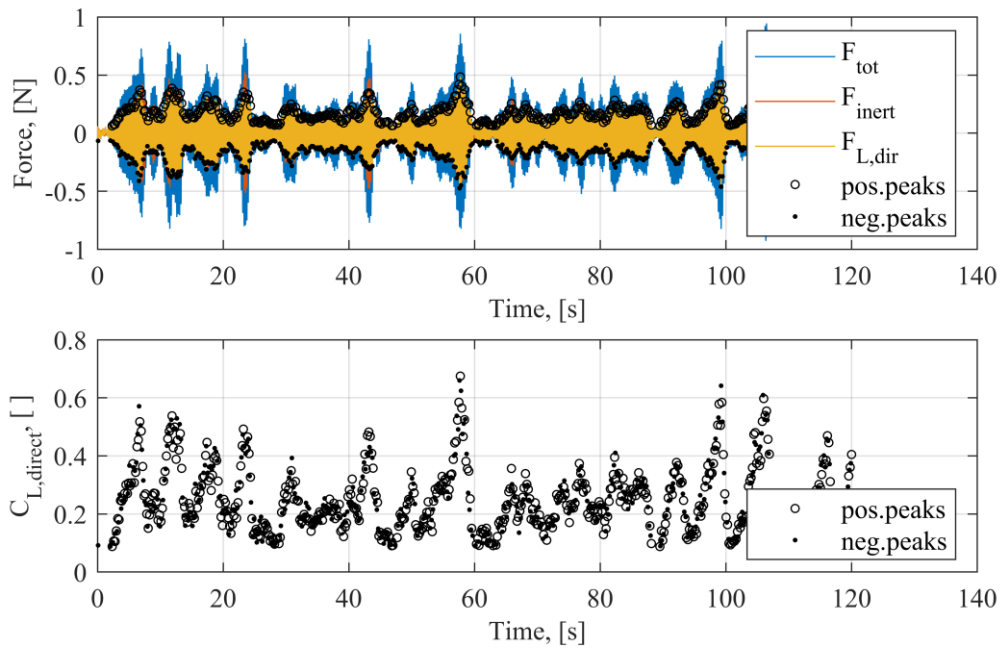 1
0.5
0
-0.5
-1
Force, [N]
F_tot
F_inert
F_L,dir
pos.peaks
neg.peaks
0 20 40 60 80 100 120 140
Time, [s]
0.8
0.6
0.4
0.2
0
C_L,direct, [ ]
pos.peaks
neg.peaks
0 20 40 60 80 100 120 140
Time, [s]